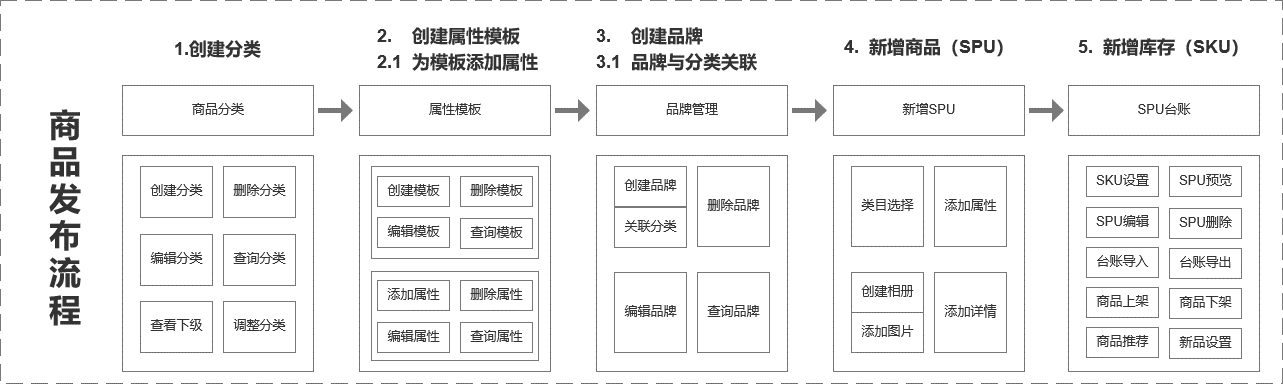 商品发布流程
1.创建分类
2. 创建属性模板
2.1 为模板添加属性
3. 创建品牌
3.1 品牌与分类关联
4. 新增商品（SPU）
5. 新增库存（SKU）
商品分类
属性模板
品牌管理
新增SPU
SPU台账
创建分类
删除分类
编辑分类
查询分类
查看下级
调整分类
创建模板
删除模板
编辑模板
查询模板
添加属性
删除属性
编辑属性
查询属性
创建品牌
关联分类
删除品牌
编辑品牌
查询品牌
类目选择
添加属性
创建相册
添加图片
添加详情
SKU设置
SPU预览
SPU编辑
SPU删除
台账导入
台账导出
商品上架
商品下架
商品推荐
新品设置